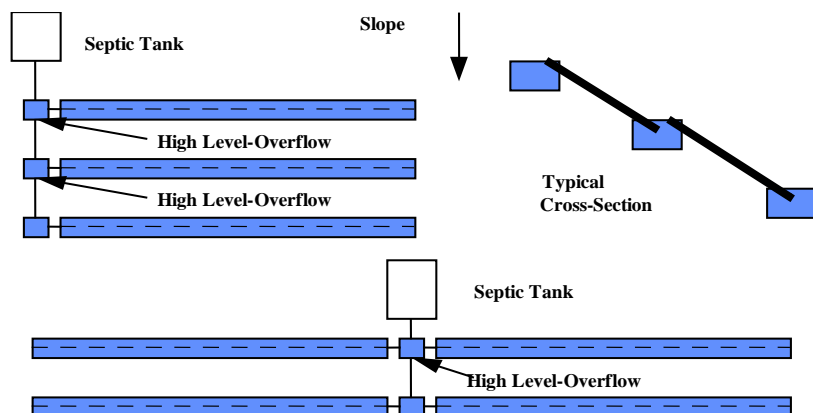 Septic Tank
Slope
High Level-Overflow
High Level-Overflow
Typical
Cross-Section
Septic Tank
High Level-Overflow